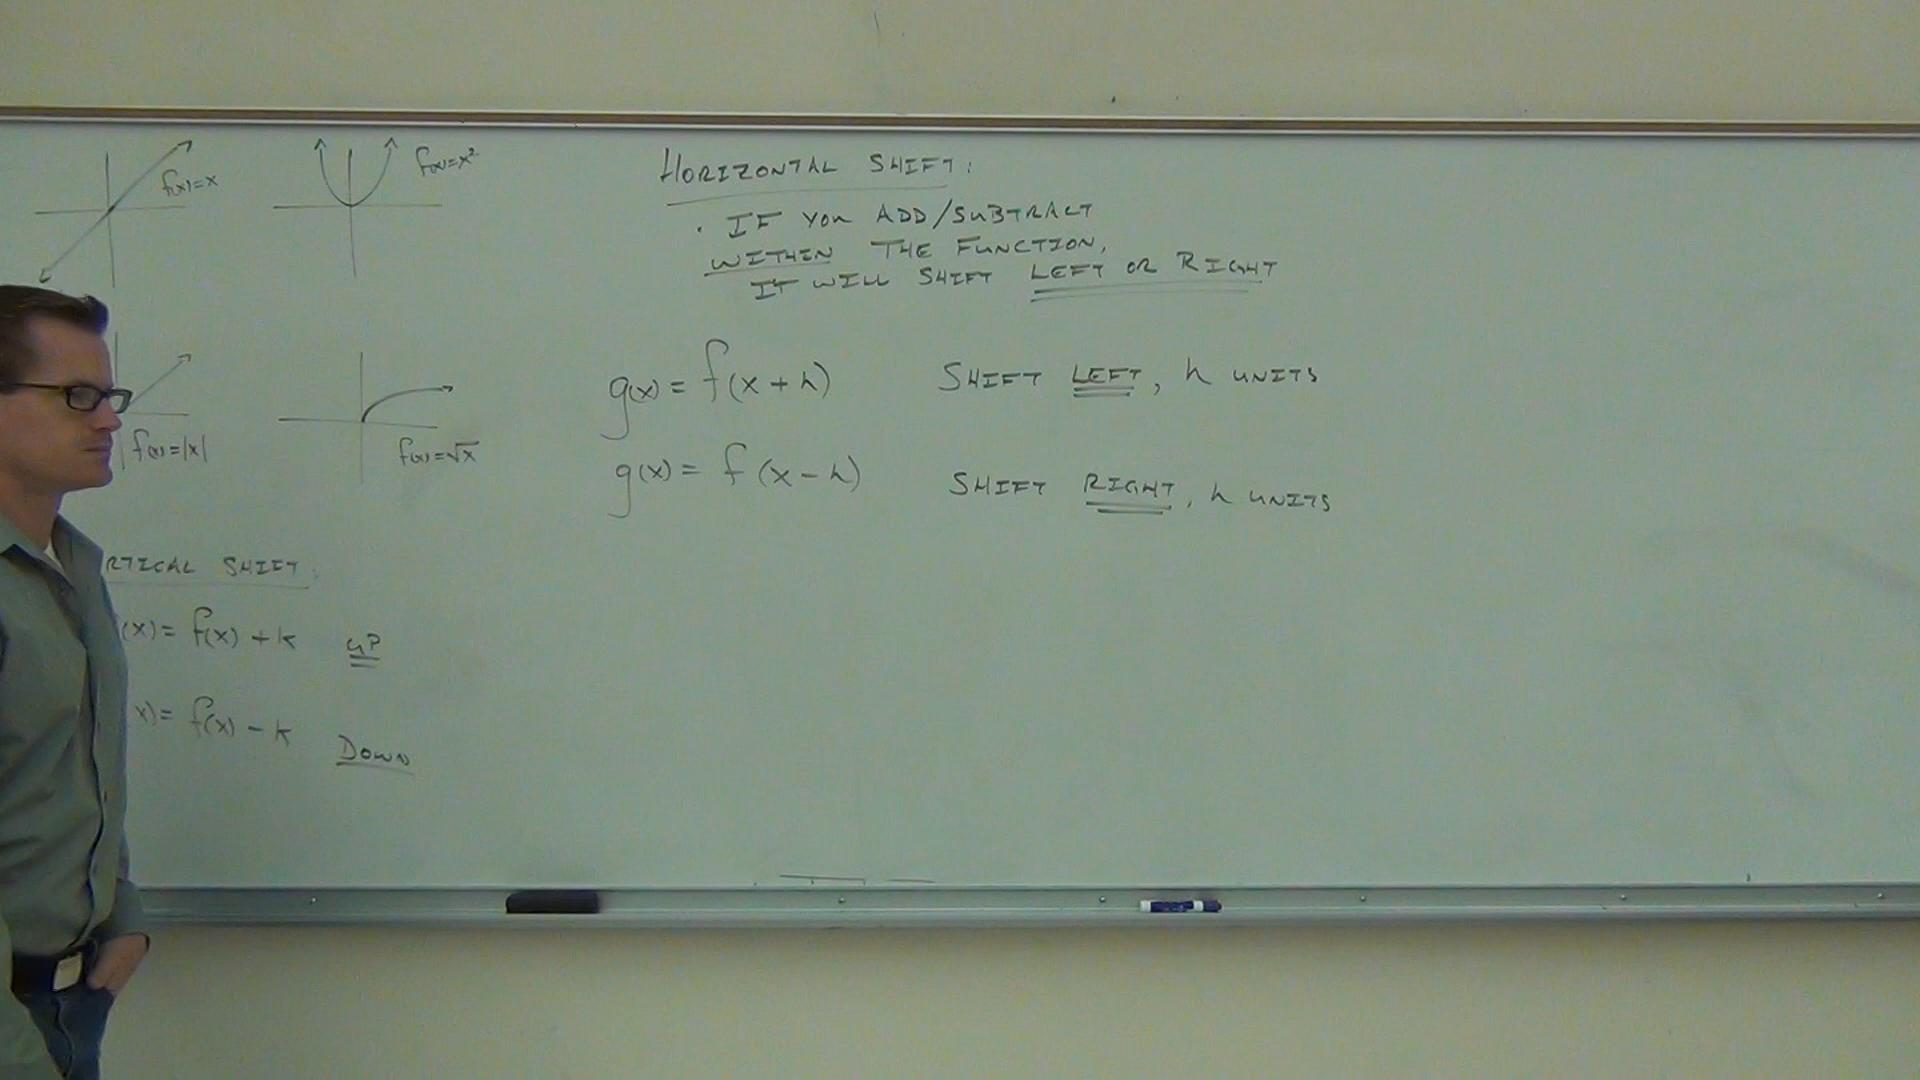 f(x)=x
f(x)=x²
f(x)=|x|
f(x)=√x
RTICAL SHIFT:
(x)= f(x) + k UP
x)= f(x) - k DOWN
HORIZONTAL SHIFT:
· IF YOU ADD/SUBTRACT
WITHIN THE FUNCTION,
IT WILL SHIFT LEFT OR RIGHT
g(x) = f(x + h) SHIFT LEFT, h UNITS
g(x) = f(x - h) SHIFT RIGHT, h UNITS